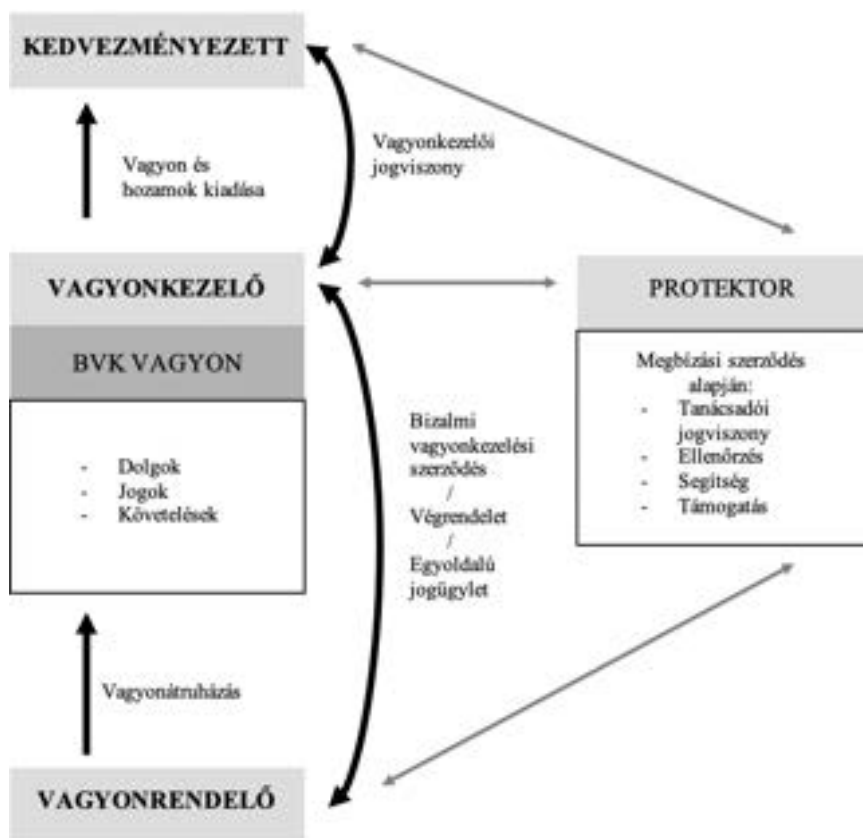 KEDVEZMÉNYEZETT
Vagyon és
hozamok kiadása
Vagyonkezelői
jogviszony
VAGYONKEZELŐ
BVK VAGYON
- Dolgok
- Jogok
- Követelések
Bizalmi
vagyonkezelési
szerződés
/
Végrendelet
/
Egyoldalú
jogügylet
PROTEKTOR
Megbízási szerződés
alapján:
- Tanácsadói
jogviszony
- Ellenőrzés
- Segítség
- Támogatás
Vagyonátruházás
VAGYONRENDELŐ